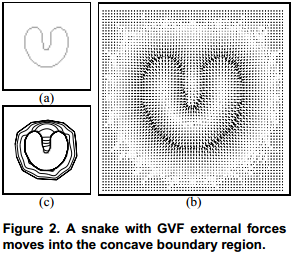 (a)
(c)
(b)
Figure 2. A snake with GVF external forces
moves into the concave boundary region.